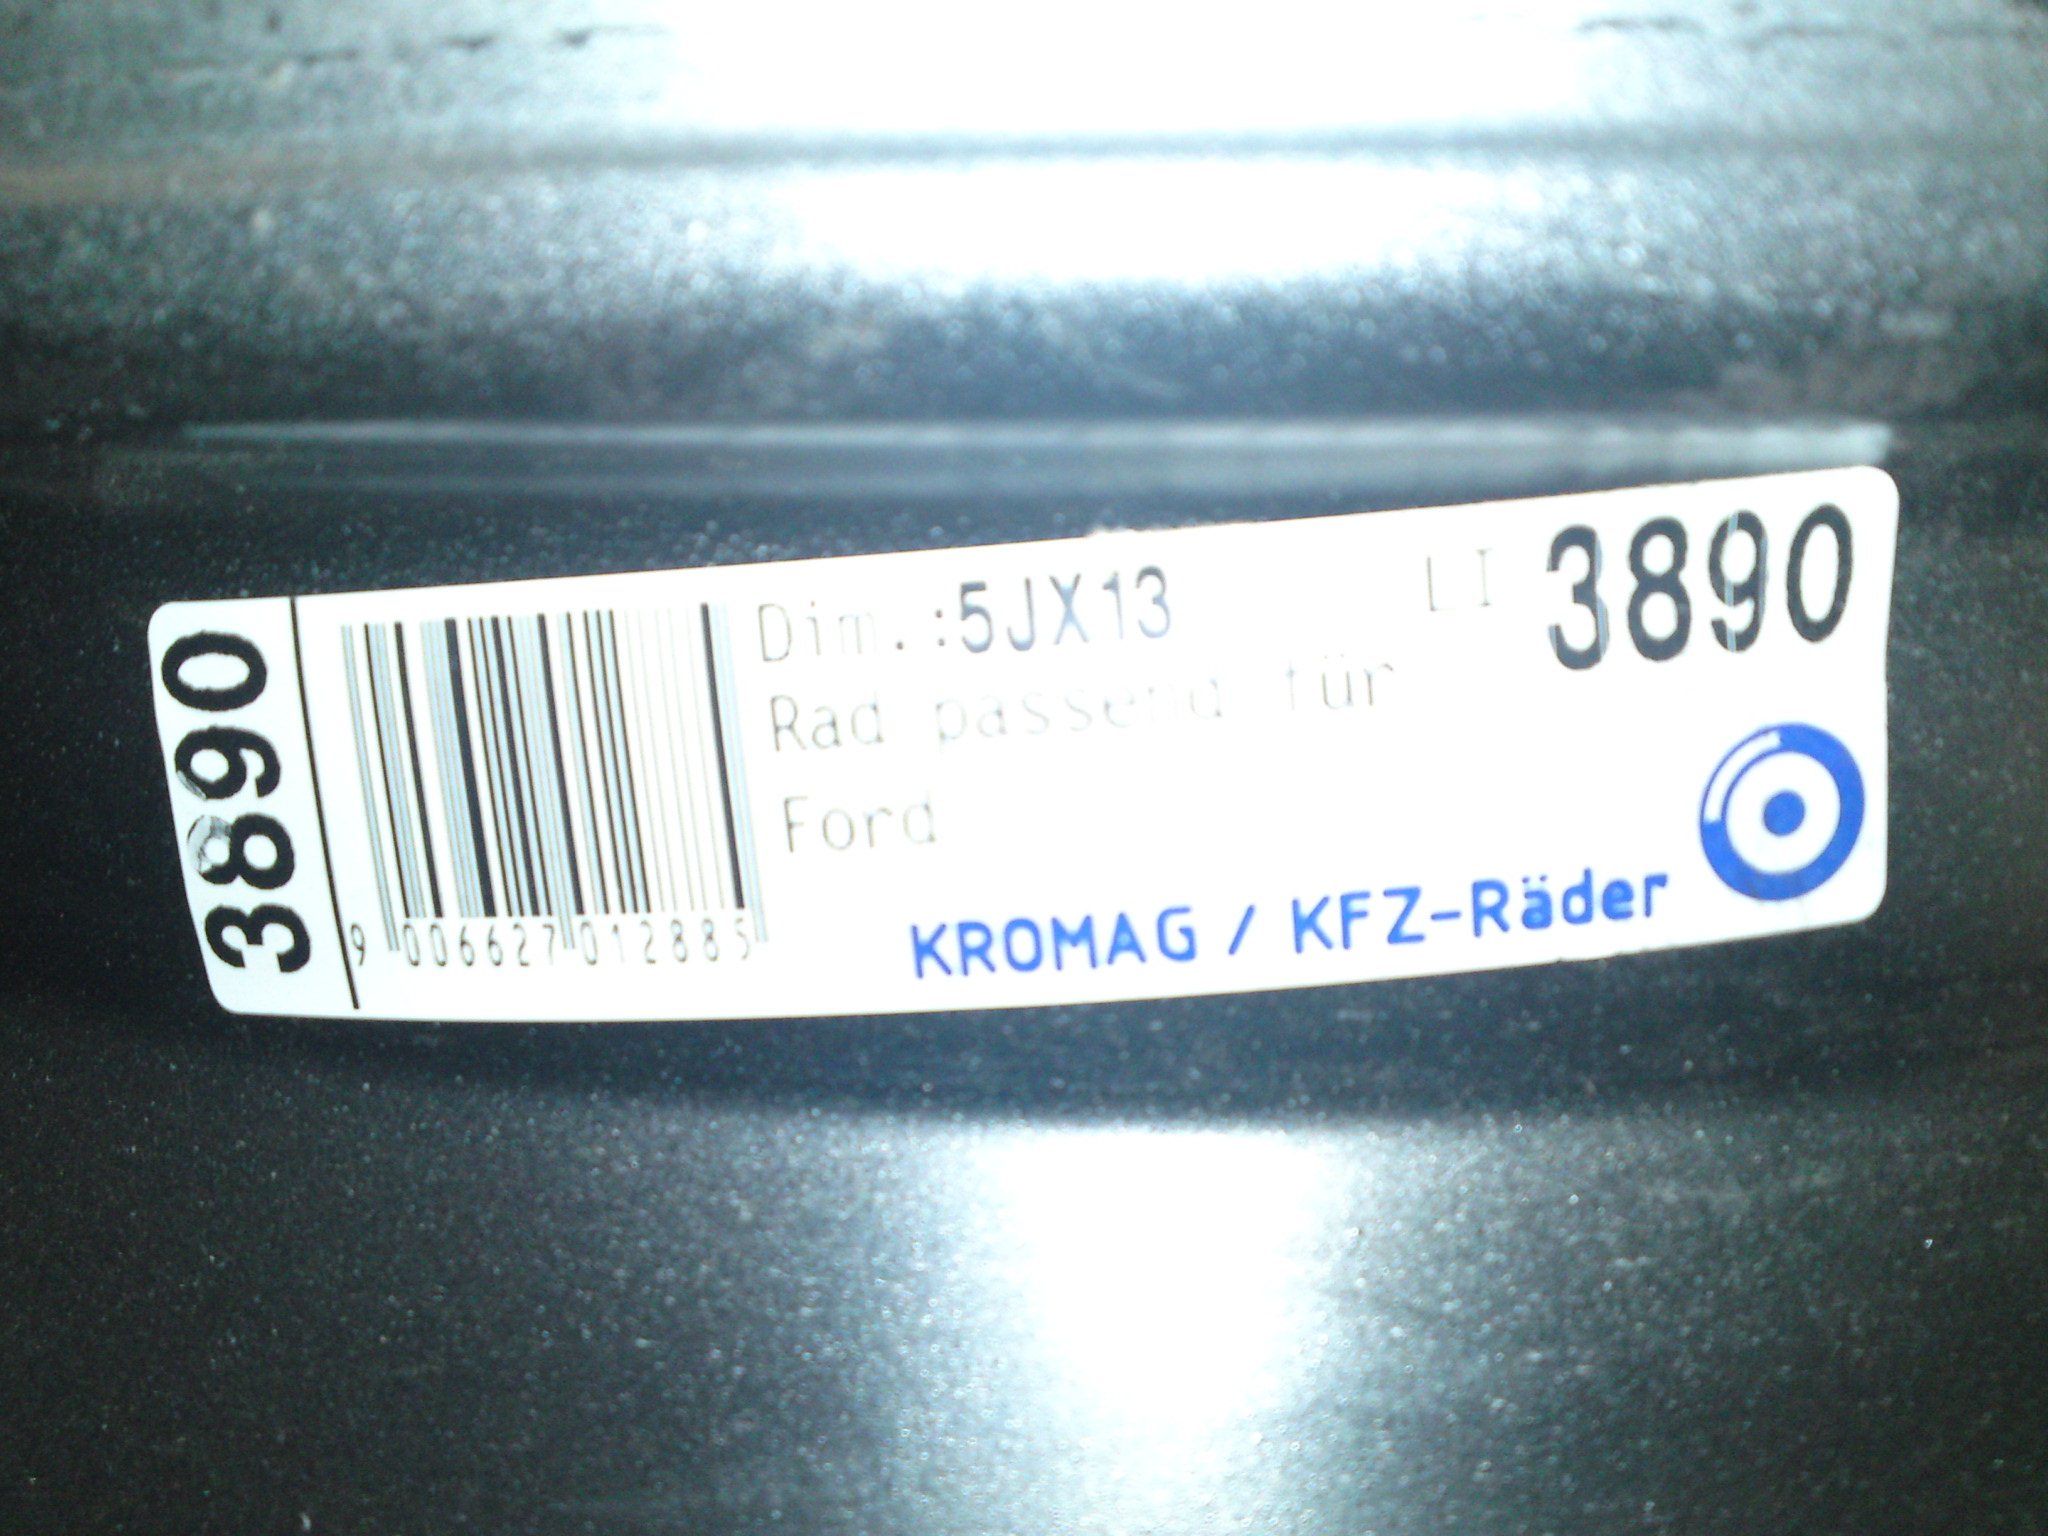 3890
Dim.:5JX13 LI 3890
Rad passend für
Ford
9 006627 012885
KROMAG / KFZ-Räder